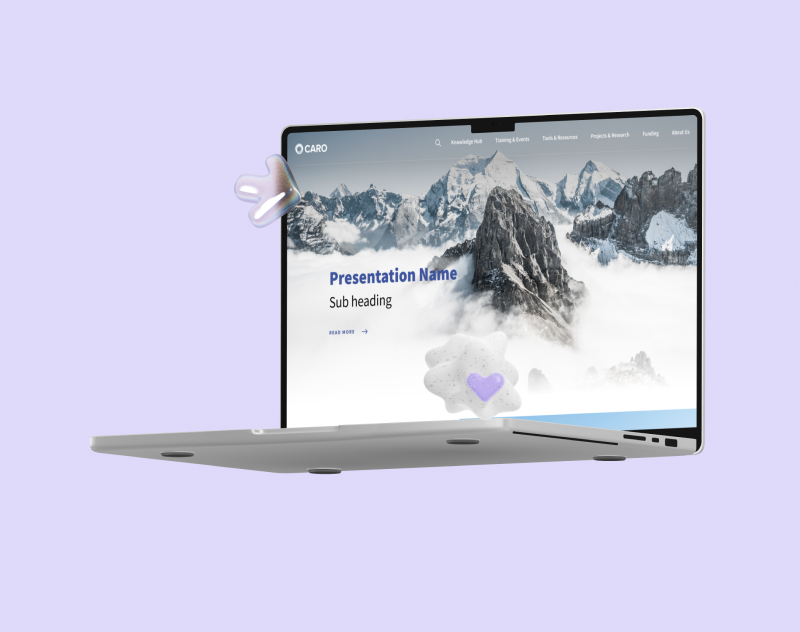 CARO
Knowledge Hub
Training & Events
Tools & Resources
Projects & Research
Funding
About Us
Presentation Name
Sub heading
READ MORE